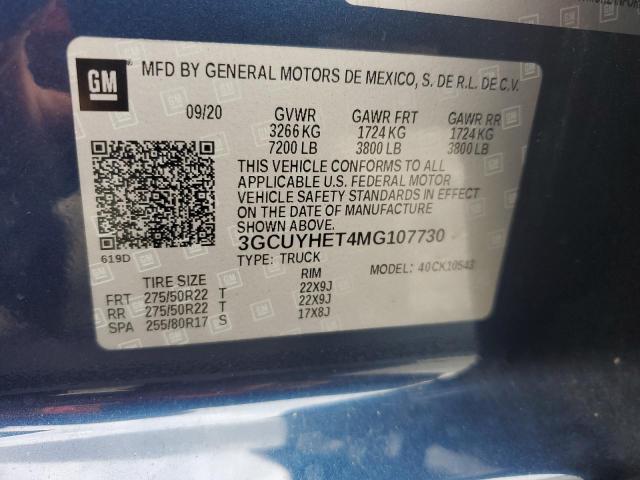 GM
MFD BY GENERAL MOTORS DE MEXICO, S. DE R.L. DE C.V.
09/20 GVWR GAWR FRT GAWR RR
3266 KG 1724 KG 1724 KG
7200 LB 3800 LB 3800 LB
THIS VEHICLE CONFORMS TO ALL
APPLICABLE U.S. FEDERAL MOTOR
VEHICLE SAFETY STANDARDS IN EFFECT
ON THE DATE OF MANUFACTURE
SHOWN ABOVE.
3GCUYHET4MG107730
619D TYPE: TRUCK MODEL: 40CK10543
TIRE SIZE RIM
FRT 275/50R22 T 22X9J
RR 275/50R22 T 22X9J
SPA 255/80R17 S 17X8J